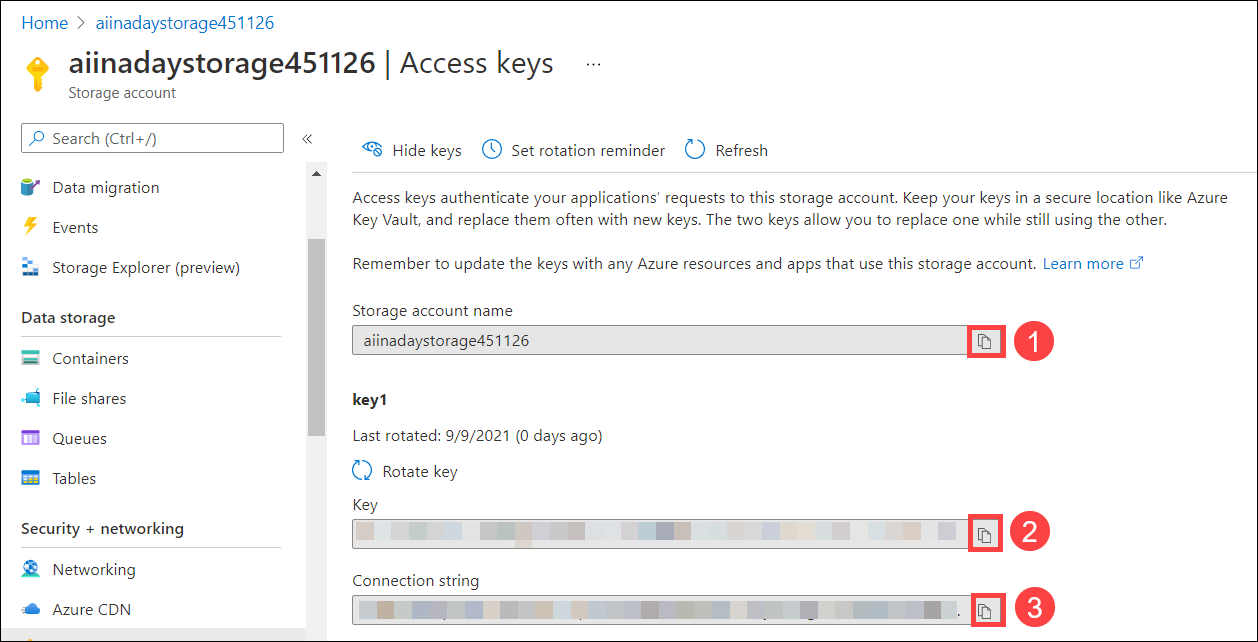 Home > aiinadaystorage451126
aiinadaystorage451126 | Access keys ...
Storage account
Search (Ctrl+/)
«
Data migration
Events
Storage Explorer (preview)
Data storage
Containers
File shares
Queues
Tables
Security + networking
Networking
Azure CDN
Hide keys
Set rotation reminder
Refresh
Access keys authenticate your applications’ requests to this storage account. Keep your keys in a secure location like Azure
Key Vault, and replace them often with new keys. The two keys allow you to replace one while still using the other.
Remember to update the keys with any Azure resources and apps that use this storage account. Learn more
Storage account name
aiinadaystorage451126
1
key1
Last rotated: 9/9/2021 (0 days ago)
Rotate key
Key
2
Connection string
3